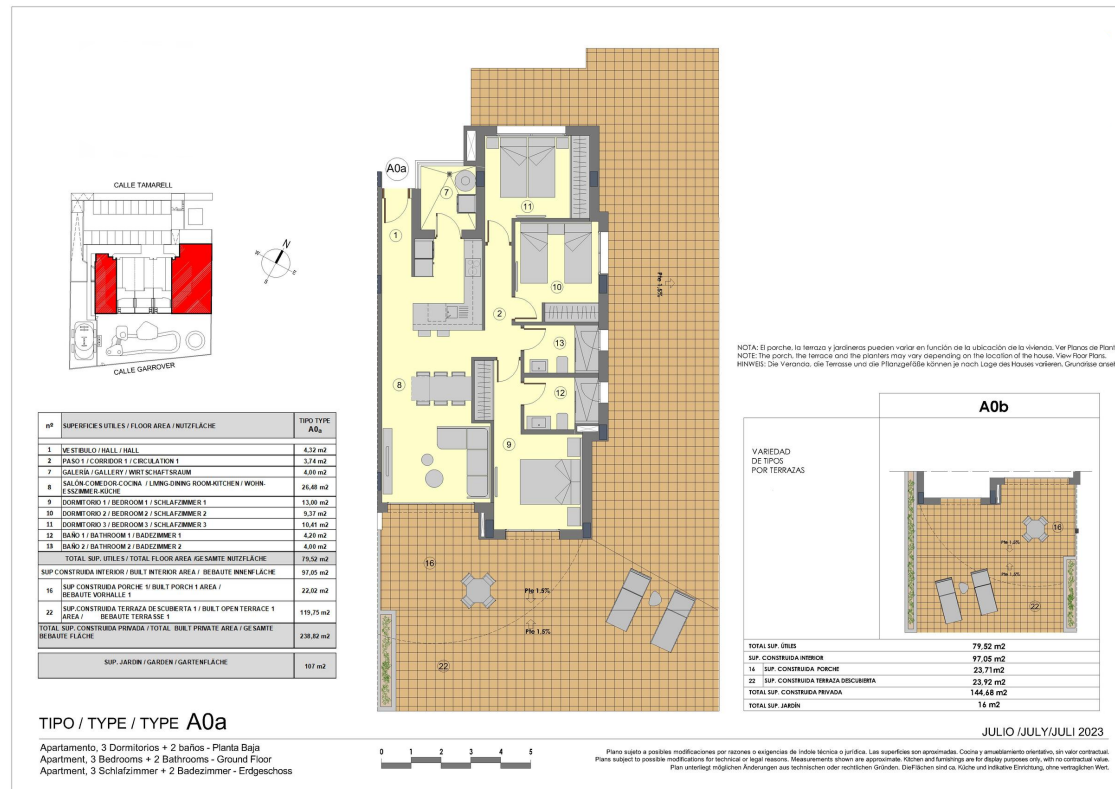 CALLE TAMARELL
N
W
E
S
CALLE GARROVER
nº SUPERFICIES UTILES / FLOOR AREA / NUTZFLÄCHE TIPO TYPE A0a
1 VESTIBULO / HALL / HALL 4,32 m2
2 PASO 1 / CORRIDOR 1 / CIRCULATION 1 3,74 m2
7 GALERÍA / GALLERY / WIRTSCHAFTSRAUM 4,00 m2
8 SALÓN-COMEDOR-COCINA / LIVING-DINING ROOM-KITCHEN / WOHN-
ESSZIMMER-KÜCHE 26,48 m2
9 DORMITORIO 1 / BEDROOM 1 / SCHLAFZIMMER 1 13,00 m2
10 DORMITORIO 2 / BEDROOM 2 / SCHLAFZIMMER 2 9,37 m2
11 DORMITORIO 3 / BEDROOM 3 / SCHLAFZIMMER 3 10,41 m2
12 BAÑO 1 / BATHROOM 1 / BADEZIMMER 1 4,20 m2
13 BAÑO 2 / BATHROOM 2 / BADEZIMMER 2 4,00 m2
TOTAL SUP. UTILES / TOTAL FLOOR AREA /GESAMTE NUTZFLÄCHE 79,52 m2
SUP CONSTRUIDA INTERIOR / BUILT INTERIOR AREA / BEBAUTE INNENFLÄCHE 97,05 m2
16 SUP CONSTRUIDA PORCHE 1/ BUILT PORCH 1 AREA /
BEBAUTE VORHALLE 1 22,02 m2
22 SUP.CONSTRUIDA TERRAZA DESCUBIERTA 1 / BUILT OPEN TERRACE 1
AREA / BEBAUTE TERRASSE 1 119,75 m2
TOTAL SUP. CONSTRUIDA PRIVADA / TOTAL BUILT PRIVATE AREA / GESAMTE
BEBAUTE FLÄCHE 238,82 m2
SUP. JARDIN / GARDEN / GARTENFLÄCHE 107 m2
A0a
7
11
1
10
2
13
8
12
9
16
22
Pte 1.5%
Pte 1.5%
Pte 1.5%
NOTA: El porche, la terraza y jardineros pueden variar en función de la ubicación de la vivienda. Ver Planos de Plant
NOTE: The porch, the terrace and the planters may vary depending on the location of the house. View Floor Plans.
HINWEIS: Die Veranda, die Terrasse und die Pflanzgefäße können je nach Lage des Hauses variieren. Grundrisse anseh
A0b
VARIEDAD
DE TIPOS
POR TERRAZAS
16
Pte 1.5%
Pte 1.5%
22
TOTAL SUP. ÚTILES 79,52 m2
SUP. CONSTRUIDA INTERIOR 97,05 m2
16 SUP. CONSTRUIDA PORCHE 23,71m2
22 SUP. CONSTRUIDA TERRAZA DESCUBIERTA 23,92 m2
TOTAL SUP. CONSTRUIDA PRIVADA 144,68 m2
TOTAL SUP. JARDÍN 16 m2
TIPO / TYPE / TYPE A0a
JULIO /JULY/JULI 2023
Apartamento, 3 Dormitorios + 2 baños - Planta Baja
Apartment, 3 Bedrooms + 2 Bathrooms - Ground Floor
Apartment, 3 Schlafzimmer + 2 Badezimmer - Erdgeschoss
0 1 2 3 4 5
Plano sujeto a posibles modificaciones por razones o exigencias de índole técnica o jurídica. Las superficies son aproximadas. Cocina y amueblamiento orientativo, sin valor contractual.
Plans subject to possible modifications for technical or legal reasons. Measurements shown are approximate. Kitchen and furnishings are for display purposes only, with no contractual value.
Plan unterliegt möglichen Änderungen aus technischen oder rechtlichen Gründen. DieFlächen sind ca. Küche und indikative Einrichtung, ohne vertraglichen Wert.